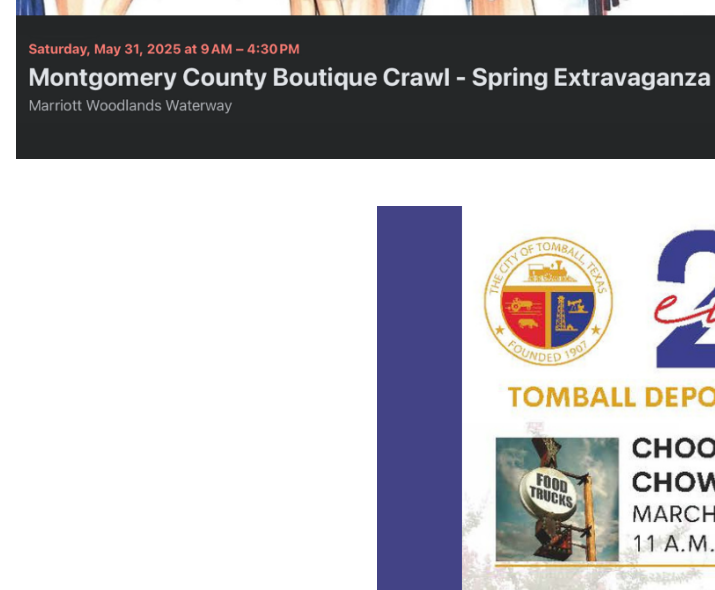 Saturday, May 31, 2025 at 9 AM – 4:30 PM
Montgomery County Boutique Crawl - Spring Extravaganza
Marriott Woodlands Waterway
THE CITY OF TOMBALL, TEXAS
FOUNDED 1907
2
TOMBALL DEPO
CHOO
CHOW
MARCH
11 A.M.
FOOD
TRUCKS